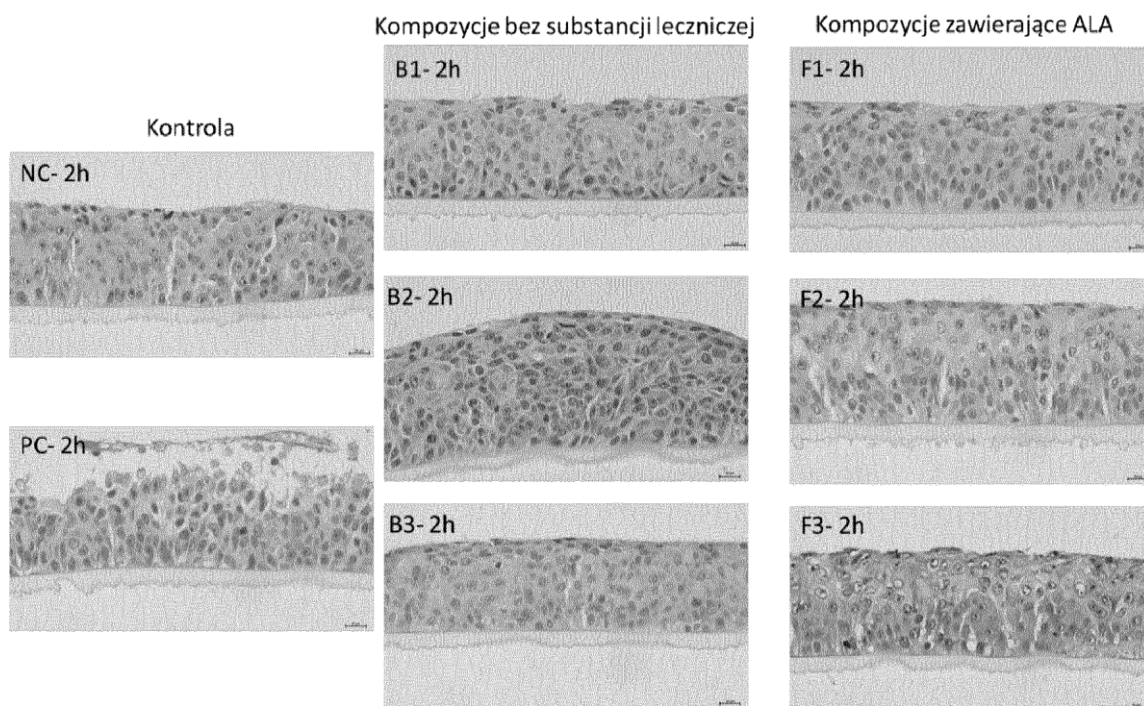 Kontrola
NC- 2h
PC- 2h
Kompozycje bez substancji leczniczej
B1- 2h
B2- 2h
B3- 2h
Kompozycje zawierające ALA
F1- 2h
F2- 2h
F3- 2h